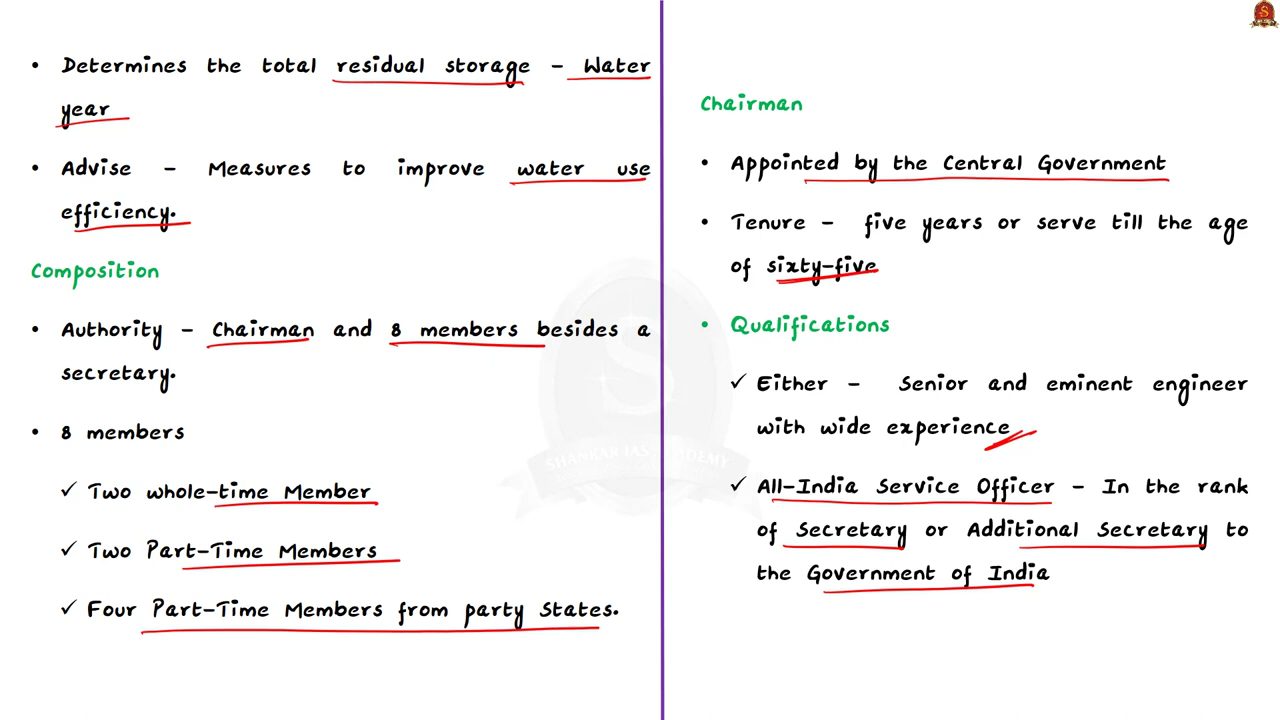 • Determines the total residual storage – Water
year
• Advise – Measures to improve water use
efficiency.
Composition
• Authority – Chairman and 8 members besides a
secretary.
• 8 members
✓ Two whole-time Member
✓ Two Part-Time Members
✓ Four Part-Time Members from party States.
Chairman
• Appointed by the Central Government
• Tenure – five years or serve till the age
of sixty-five
• Qualifications
✓ Either – Senior and eminent engineer
with wide experience
✓ All-India Service Officer – In the rank
of Secretary or Additional Secretary to
the Government of India
SHANKAR IAS ACADEMY